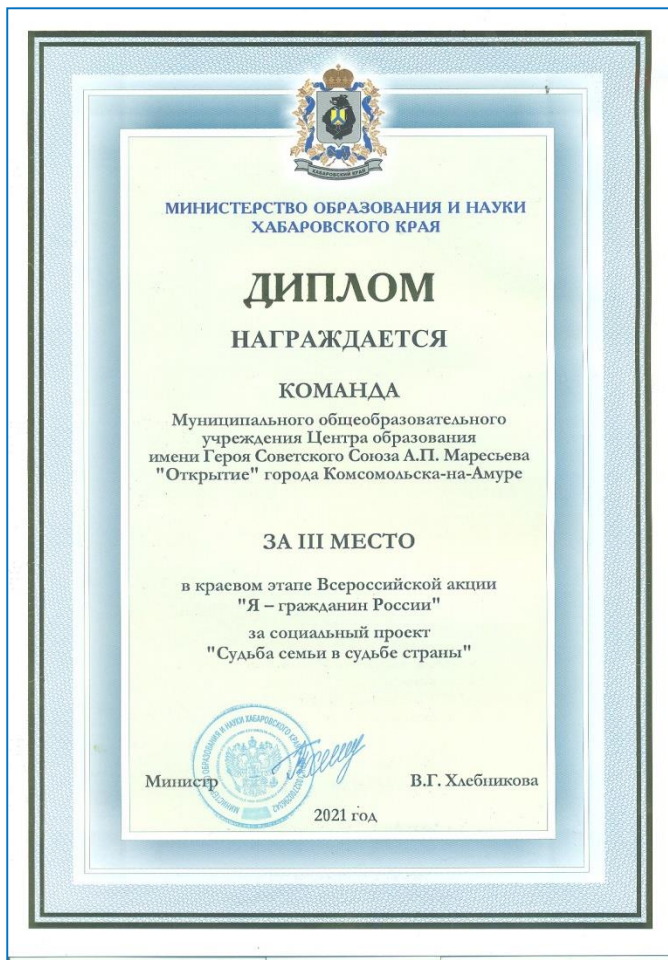 ХАБАРОВСКИЙ КРАЙ
МИНИСТЕРСТВО ОБРАЗОВАНИЯ И НАУКИ
ХАБАРОВСКОГО КРАЯ
ДИПЛОМ
НАГРАЖДАЕТСЯ
КОМАНДА
Муниципального общеобразовательного
учреждения Центра образования
имени Героя Советского Союза А.П. Маресьева
"Открытие" города Комсомольска-на-Амуре
ЗА III МЕСТО
в краевом этапе Всероссийской акции
"Я – гражданин России"
за социальный проект
"Судьба семьи в судьбе страны"
Министр В.Г. Хлебникова
2021 год